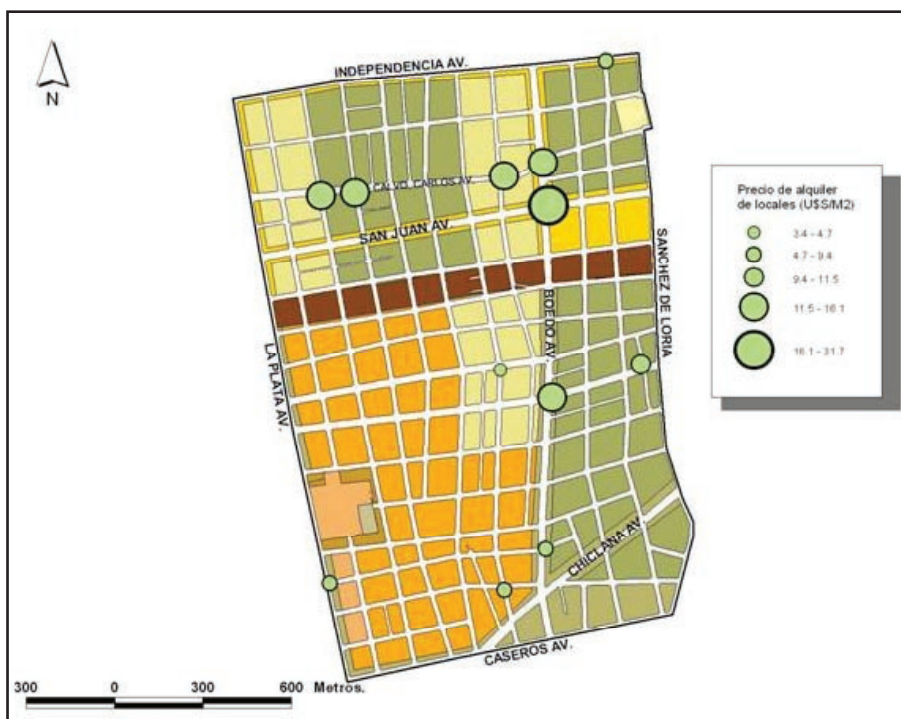 N
INDEPENDENCIA AV.
CALVO, CARLOS AV.
SAN JUAN AV.
SANCHEZ DE LORIA
BOEDO AV.
LA PLATA AV.
CHICLANA AV.
CASEROS AV.
Precio de alquiler
de locales (U$S/M2)
3.4 - 4.7
4.7 - 9.4
9.4 - 11.5
11.5 - 16.1
16.1 - 31.7
300 0 300 600 Metros.